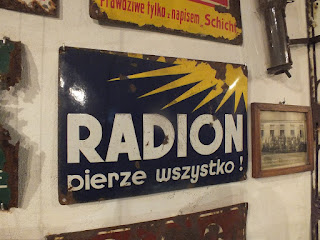 Prawdziwe tylko z napisem „Schicht
RADION
pierze wszystko!